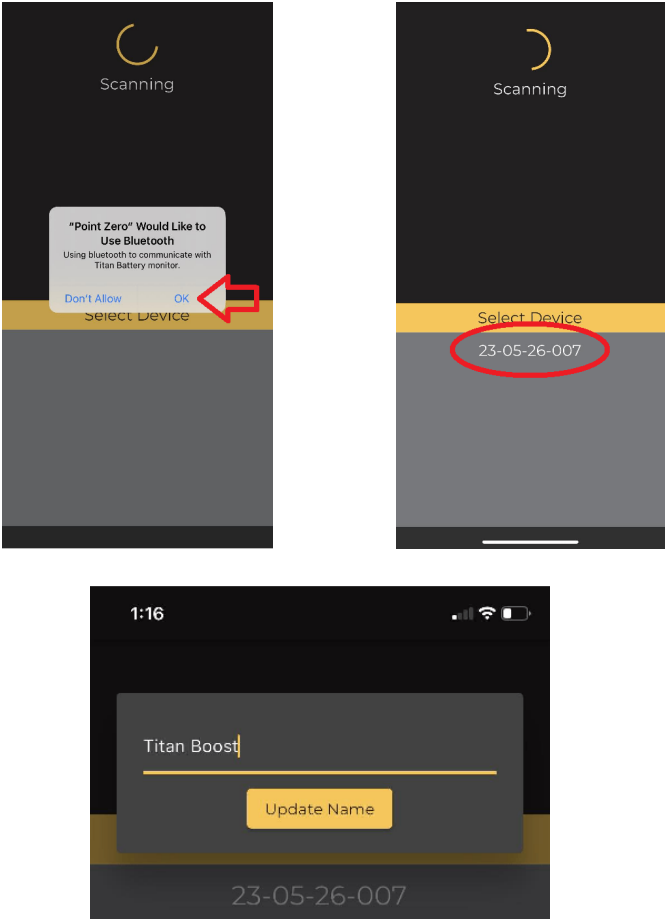 Scanning
"Point Zero" Would Like to
Use Bluetooth
Using bluetooth to communicate with
Titan Battery monitor.
Don't Allow OK
Select Device
Scanning
Select Device
23-05-26-007
1:16
Titan Boost
Update Name
23-05-26-007